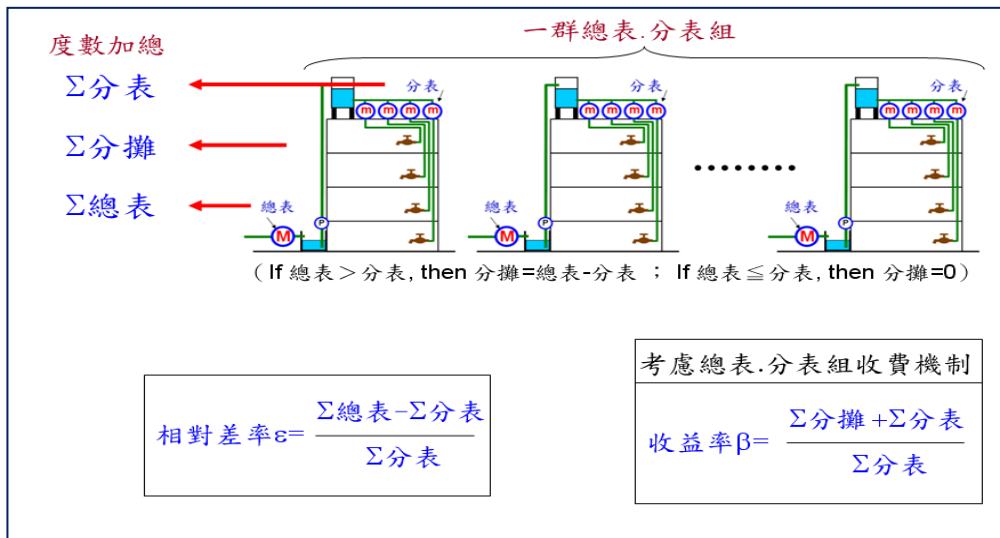 一群總表.分表組
度數加總
Σ分表
Σ分攤
Σ總表
分表
m m m m
總表
M
P
分表
m m m m
總表
M
P
........
分表
m m m m
總表
M
P
（If 總表＞分表, then 分攤=總表-分表 ； If 總表≦分表, then 分攤=0）
相對差率ε= Σ總表-Σ分表
Σ分表
考慮總表.分表組收費機制
收益率β= Σ分攤+Σ分表
Σ分表